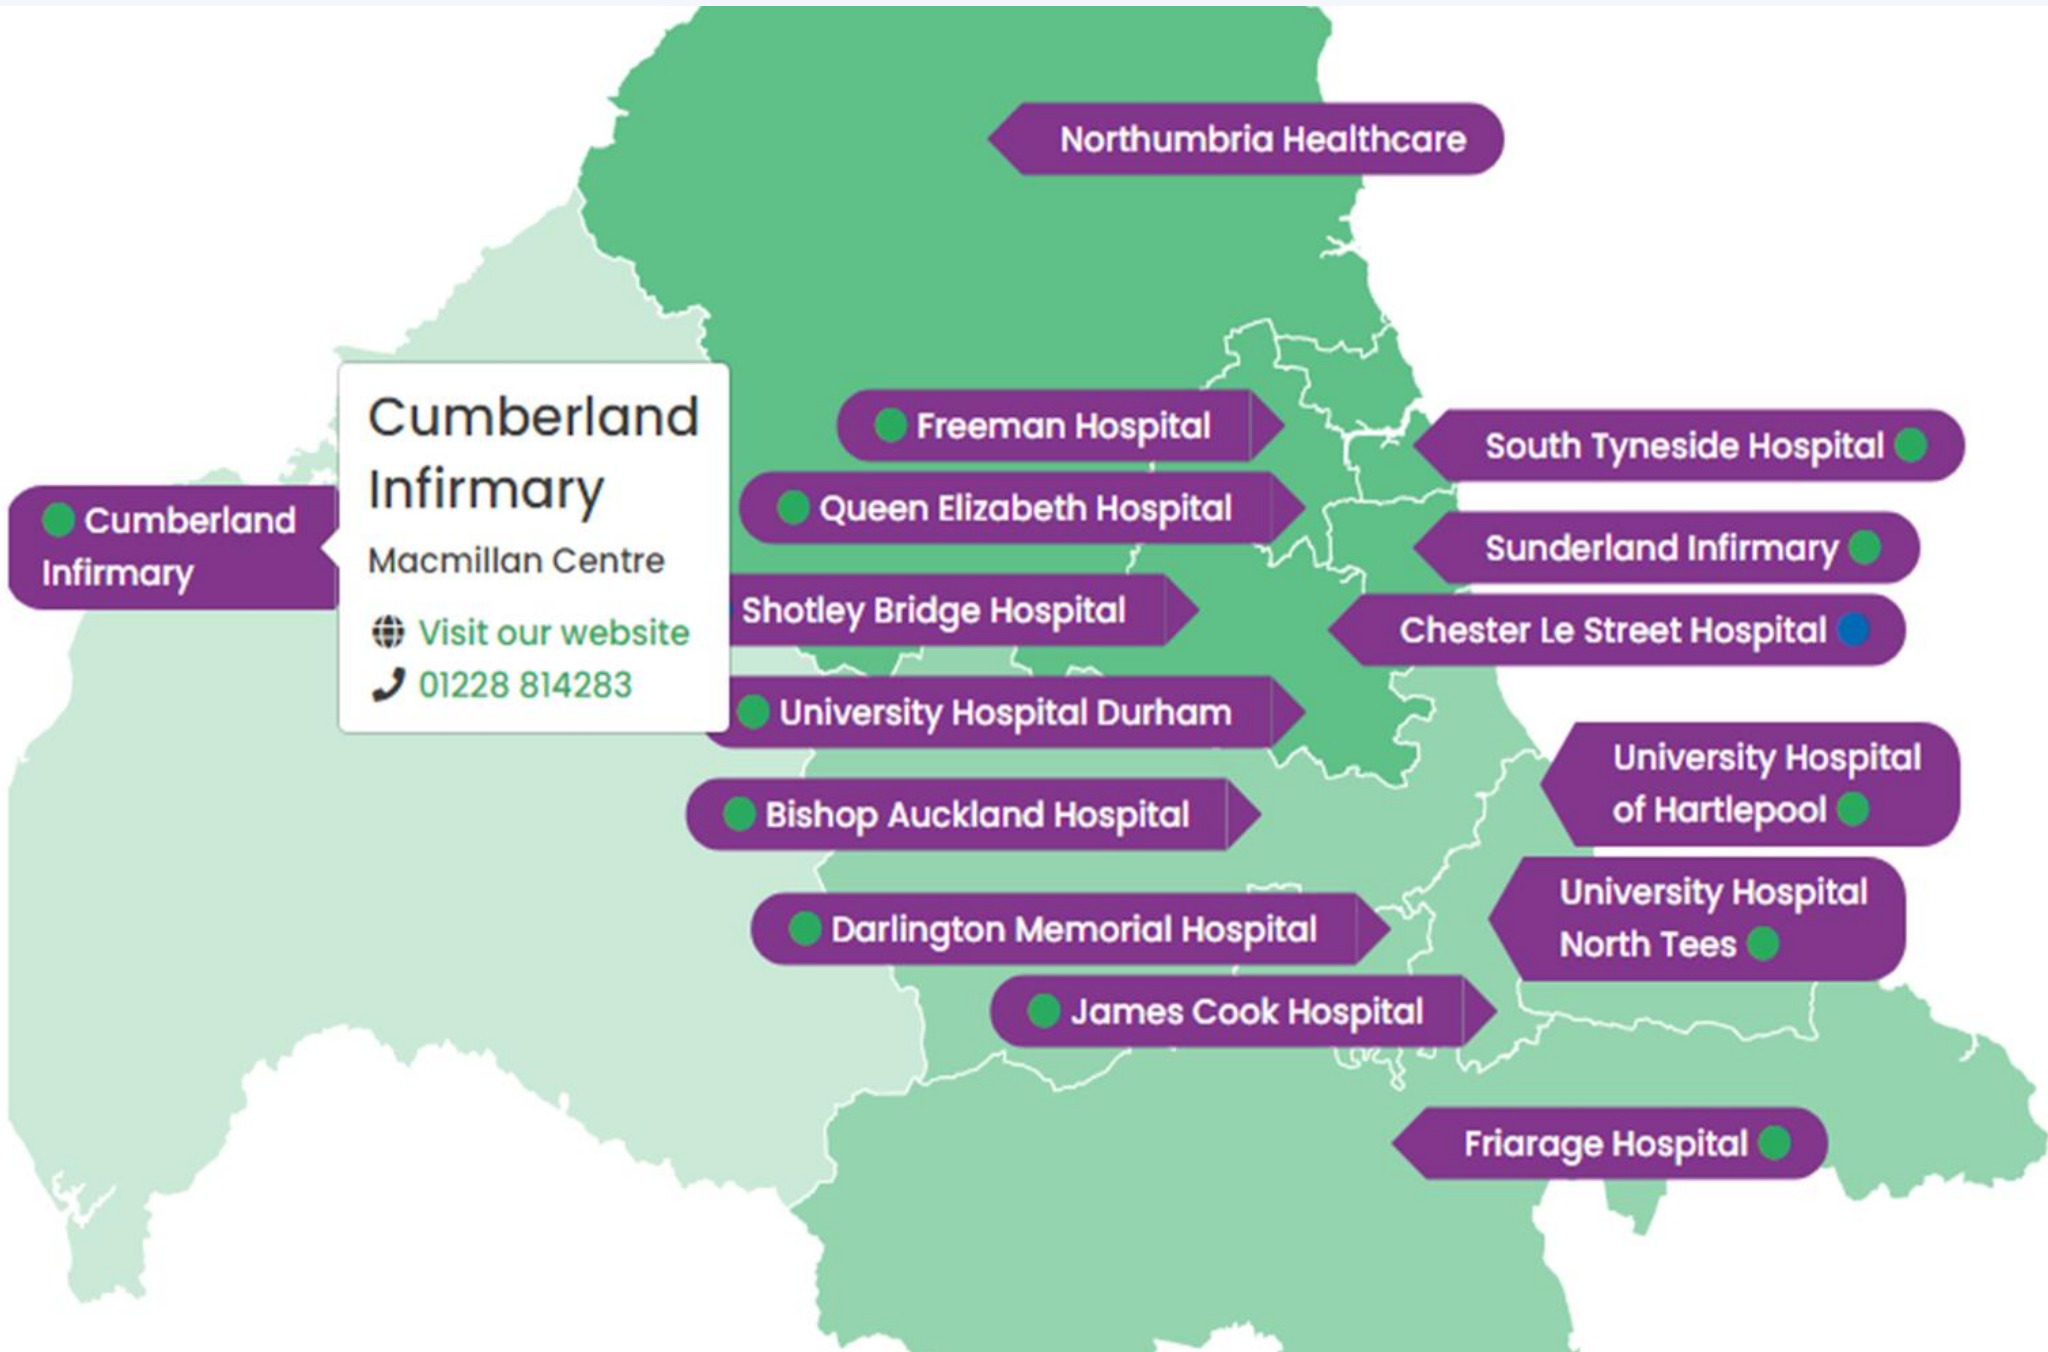 Northumbria Healthcare
Freeman Hospital
South Tyneside Hospital
Queen Elizabeth Hospital
Sunderland Infirmary
Cumberland
Infirmary
Cumberland
Infirmary
Macmillan Centre
Visit our website
01228 814283
Shotley Bridge Hospital
Chester Le Street Hospital
University Hospital Durham
University Hospital
of Hartlepool
Bishop Auckland Hospital
University Hospital
North Tees
Darlington Memorial Hospital
James Cook Hospital
Friarage Hospital